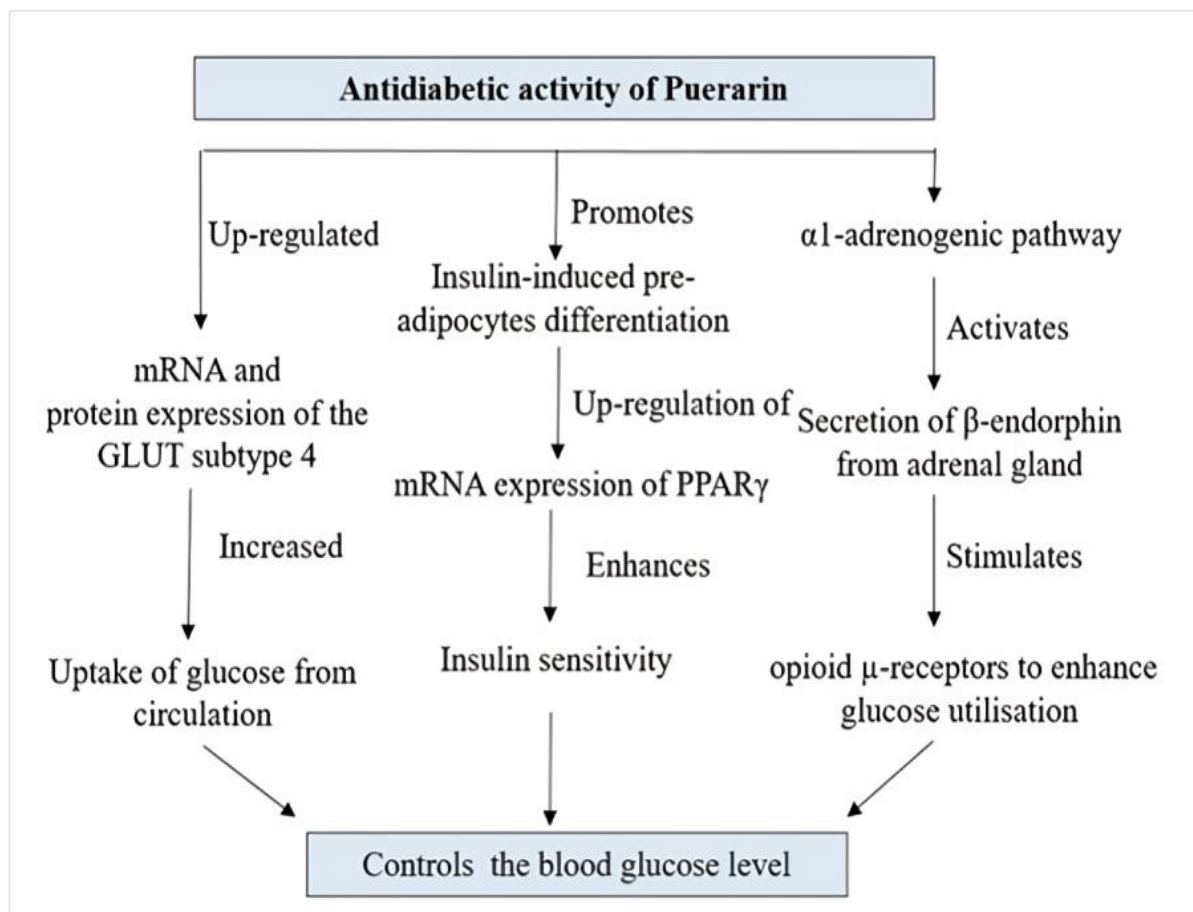 Antidiabetic activity of Puerarin
Up-regulated
mRNA and
protein expression of the
GLUT subtype 4
Increased
Uptake of glucose from
circulation
Promotes
Insulin-induced pre-
adipocytes differentiation
Up-regulation of
mRNA expression of PPARγ
Enhances
Insulin sensitivity
α1-adrenogenic pathway
Activates
Secretion of β-endorphin
from adrenal gland
Stimulates
opioid μ-receptors to enhance
glucose utilisation
Controls the blood glucose level